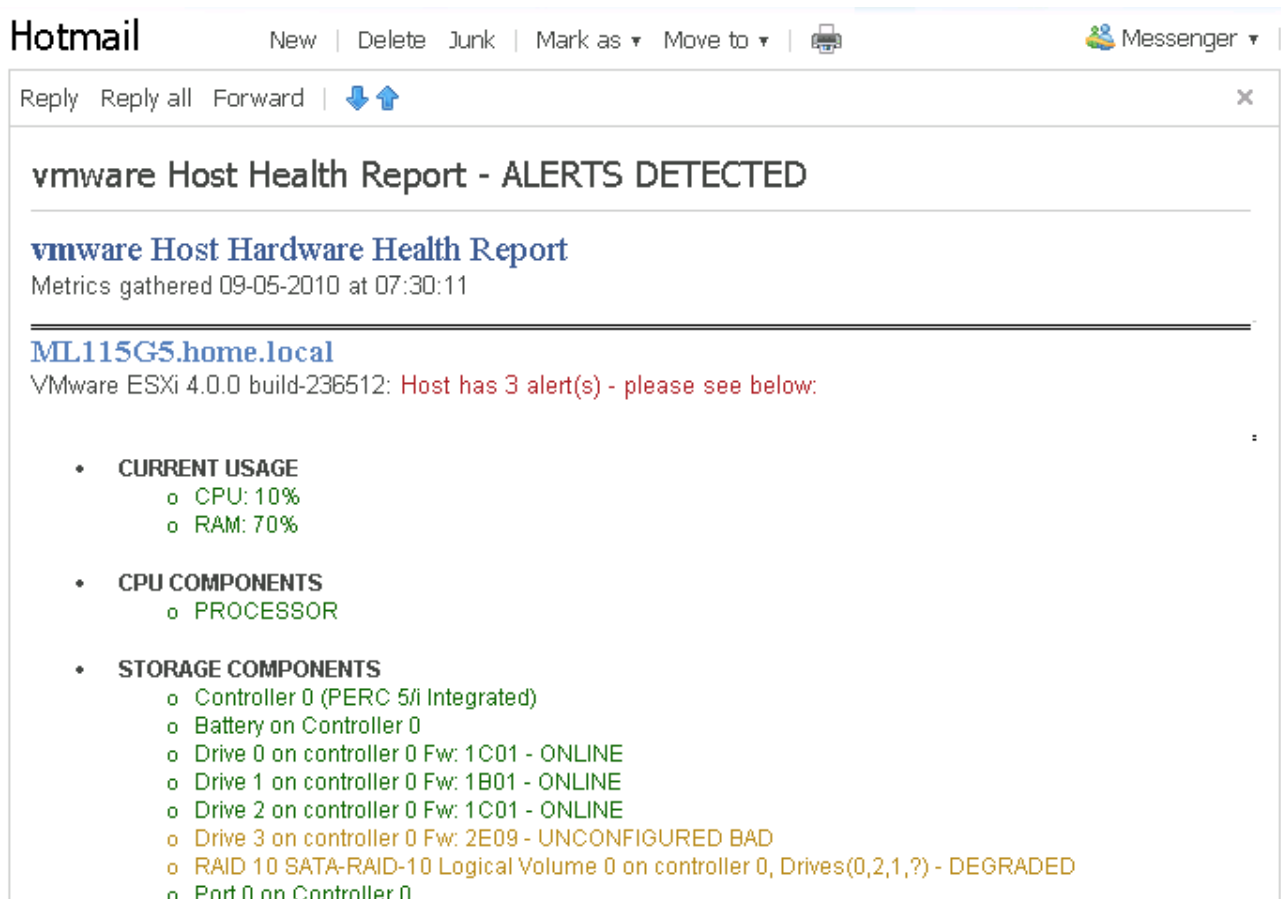 Hotmail New | Delete Junk | Mark as ▾ Move to ▾ | Messenger ▾ |
Reply Reply all Forward | ×
vmware Host Health Report - ALERTS DETECTED
vmware Host Hardware Health Report
Metrics gathered 09-05-2010 at 07:30:11
ML115G5.home.local
VMware ESXi 4.0.0 build-236512: Host has 3 alert(s) - please see below:
• CURRENT USAGE
o CPU: 10%
o RAM: 70%
• CPU COMPONENTS
o PROCESSOR
• STORAGE COMPONENTS
o Controller 0 (PERC 5/i Integrated)
o Battery on Controller 0
o Drive 0 on controller 0 Fw: 1C01 - ONLINE
o Drive 1 on controller 0 Fw: 1B01 - ONLINE
o Drive 2 on controller 0 Fw: 1C01 - ONLINE
o Drive 3 on controller 0 Fw: 2E09 - UNCONFIGURED BAD
o RAID 10 SATA-RAID-10 Logical Volume 0 on controller 0, Drives(0,2,1,?) - DEGRADED
o Port 0 on Controller 0